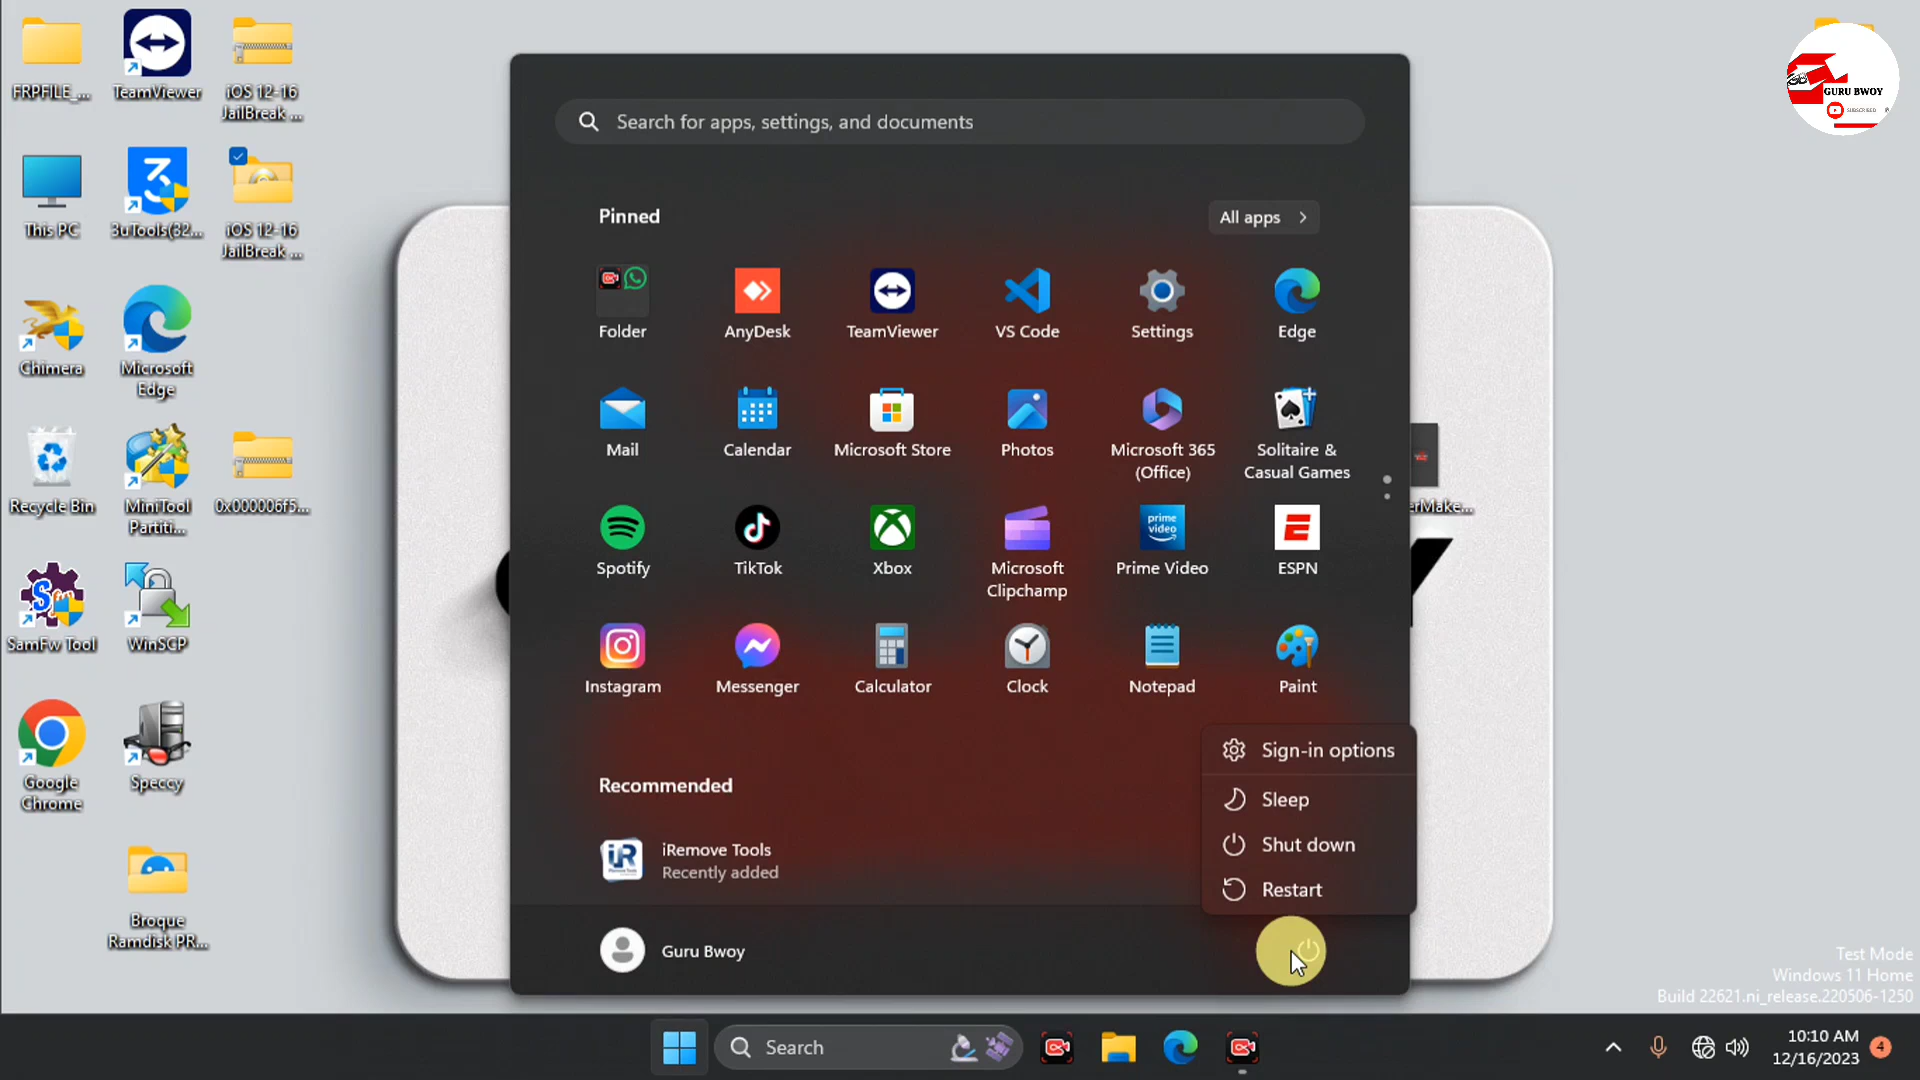 FRPFILE_...
TeamViewer
iOS 12-16
JailBreak ...
This PC
3uTools(32...
iOS 12-16
JailBreak ...
Chimera
Microsoft
Edge
Recycle Bin
MiniTool
Partiti...
0x000006f5...
SamFw Tool
WinSCP
Google
Chrome
Speccy
Broque
Ramdisk PR...
Search for apps, settings, and documents
Pinned
All apps
Folder
AnyDesk
TeamViewer
VS Code
Settings
Edge
Mail
Calendar
Microsoft Store
Photos
Microsoft 365
(Office)
Solitaire &
Casual Games
prime
video
Spotify
TikTok
Xbox
Microsoft
Clipchamp
Prime Video
ESPN
Instagram
Messenger
Calculator
Clock
Notepad
Paint
Recommended
iR
iRemove Tools
Recently added
Guru Bwoy
Sign-in options
Sleep
Shut down
Restart
GURU BWOY
SUBSCRIBED
erMake...
Test Mode
Windows 11 Home
Build 22621.ni_release.220506-1250
Search
10:10 AM
12/16/2023
4